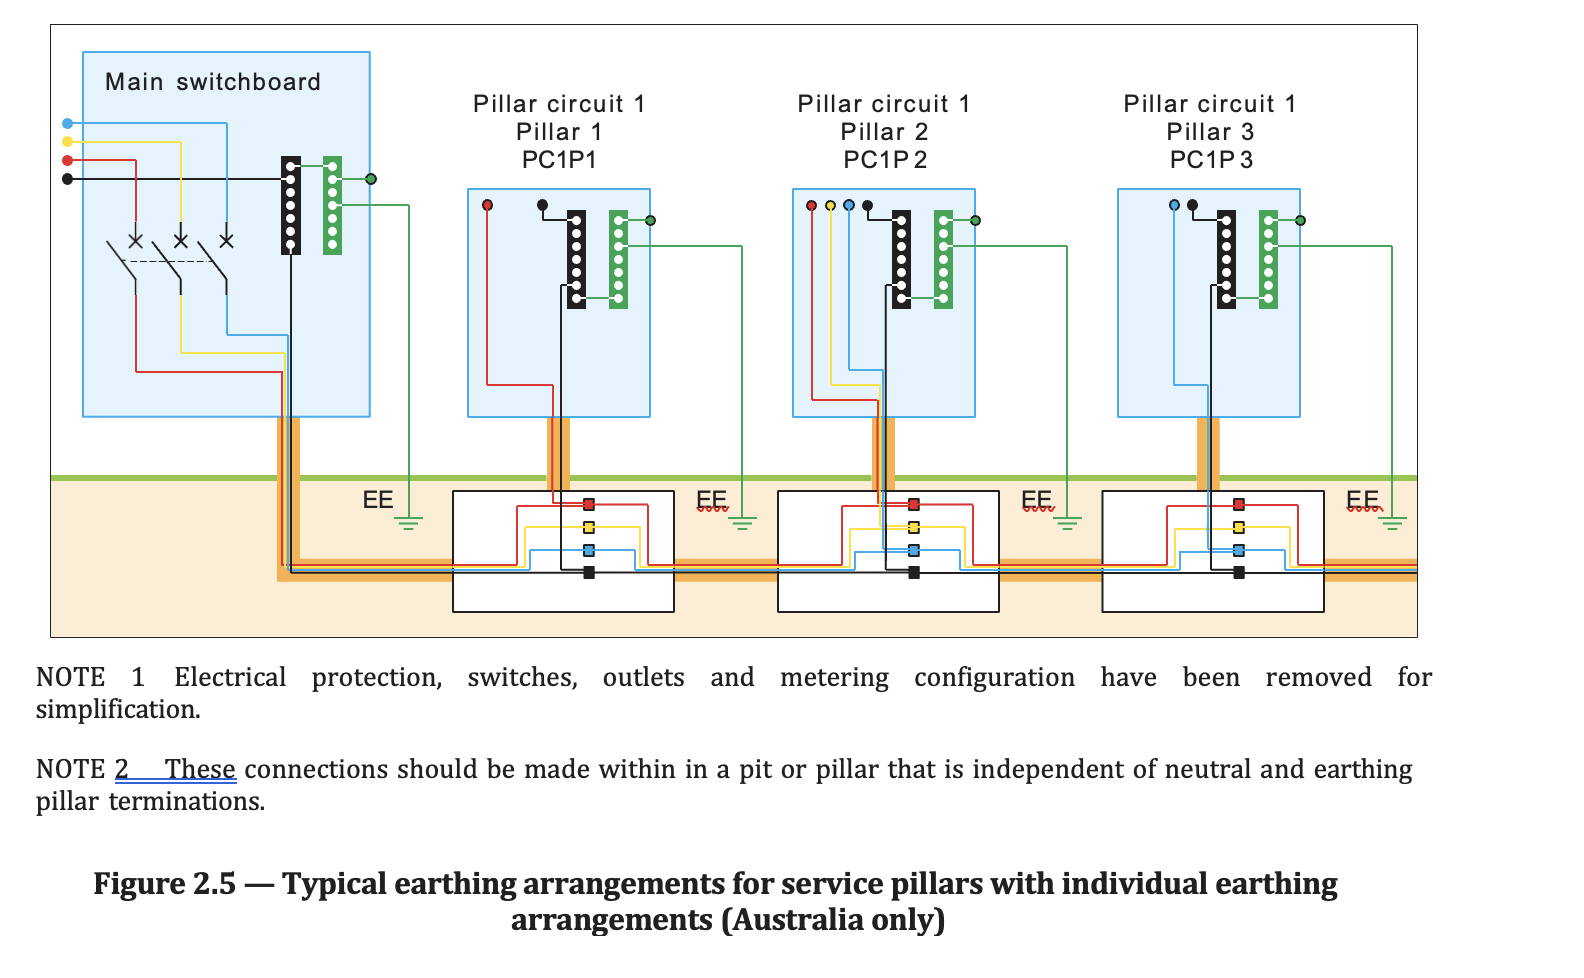 Main switchboard
Pillar circuit 1
Pillar 1
PC1P1
Pillar circuit 1
Pillar 2
PC1P2
Pillar circuit 1
Pillar 3
PC1P3
EE
EE
EE
EE
NOTE 1 Electrical protection, switches, outlets and metering configuration have been removed for
simplification.
NOTE 2 These connections should be made within in a pit or pillar that is independent of neutral and earthing
pillar terminations.
Figure 2.5 — Typical earthing arrangements for service pillars with individual earthing
arrangements (Australia only)